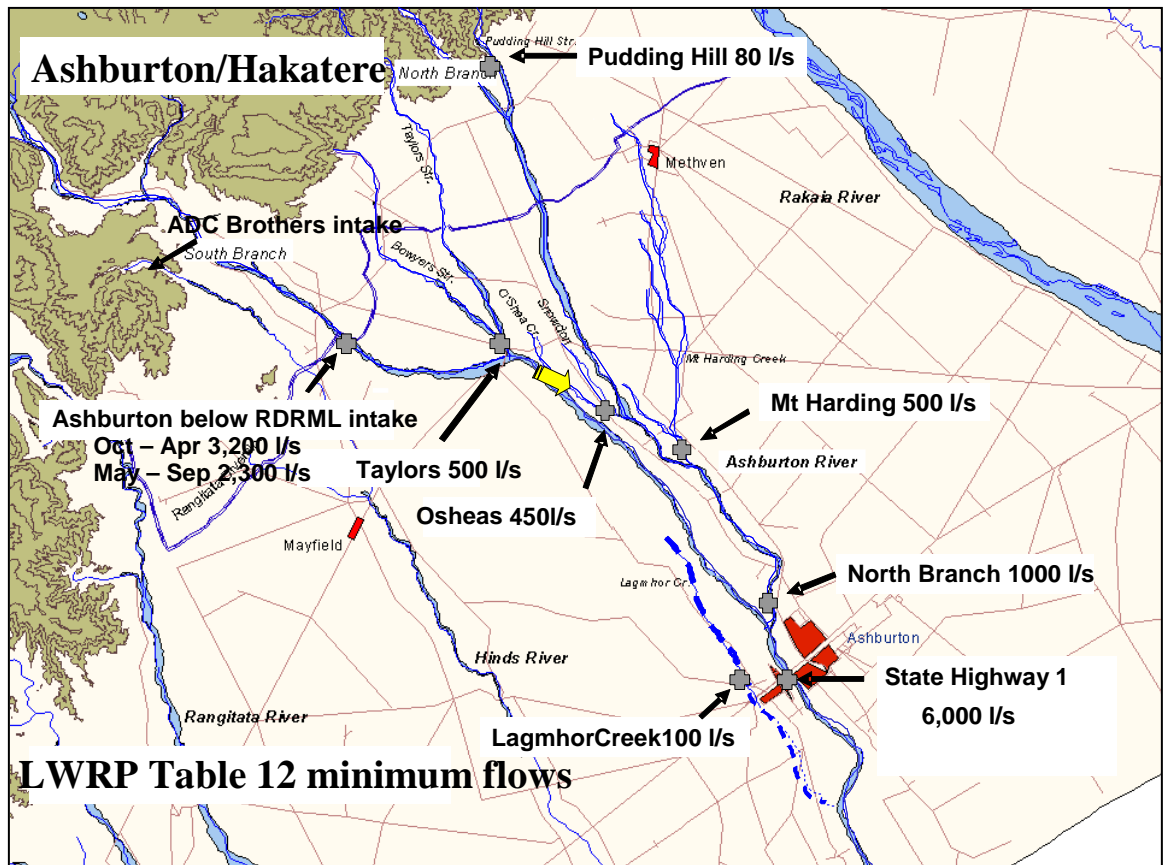 Pudding Hill Str.
Pudding Hill 80 l/s
Ashburton/Hakatere
North Branch
Taylors Str.
Methven
Rakaia River
ADC Brothers intake
South Branch
Bowyers Str.
O'Shea Cr.
Snowdon
Mt Harding Creek
Ashburton below RDRML intake
Oct – Apr 3,200 l/s
May – Sep 2,300 l/s
Taylors 500 l/s
Mt Harding 500 l/s
Ashburton River
Osheas 450l/s
Mayfield
Lagmhor Cr.
North Branch 1000 l/s
Ashburton
Hinds River
State Highway 1
6,000 l/s
Rangitata River
LagmhorCreek100 l/s
LWRP Table 12 minimum flows